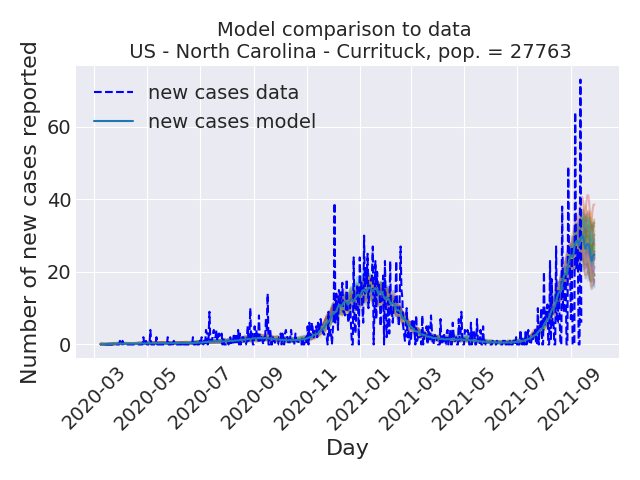 Model comparison to data
US - North Carolina - Currituck, pop. = 27763
Number of new cases reported
new cases data
new cases model
60
40
20
0
2020-03
2020-05
2020-07
2020-09
2020-11
2021-01
2021-03
2021-05
2021-07
2021-09
Day